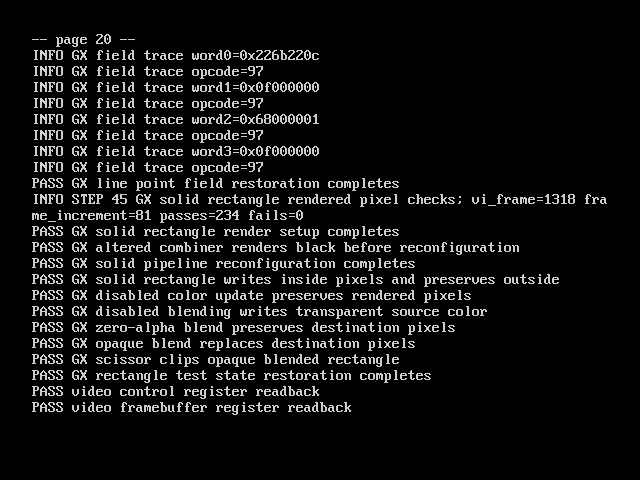 -- page 20 --
INFO GX field trace word0=0x226b220c
INFO GX field trace opcode=97
INFO GX field trace word1=0x0f000000
INFO GX field trace opcode=97
INFO GX field trace word2=0x68000001
INFO GX field trace opcode=97
INFO GX field trace word3=0x0f000000
INFO GX field trace opcode=97
PASS GX line point field restoration completes
INFO STEP 45 GX solid rectangle rendered pixel checks; vi_frame=1318 fra
me_increment=81 passes=234 fails=0
PASS GX solid rectangle render setup completes
PASS GX altered combiner renders black before reconfiguration
PASS GX solid pipeline reconfiguration completes
PASS GX solid rectangle writes inside pixels and preserves outside
PASS GX disabled color update preserves rendered pixels
PASS GX disabled blending writes transparent source color
PASS GX zero-alpha blend preserves destination pixels
PASS GX opaque blend replaces destination pixels
PASS GX scissor clips opaque blended rectangle
PASS GX rectangle test state restoration completes
PASS video control register readback
PASS video framebuffer register readback